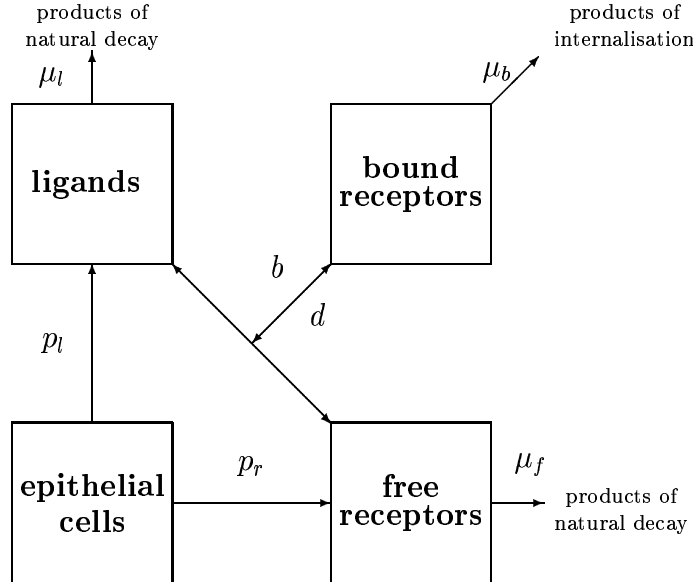 products of
natural decay
products of
internalisation
μ_l
μ_b
ligands
bound
receptors
b
d
p_l
p_r
μ_f
epithelial
cells
free
receptors
products of
natural decay